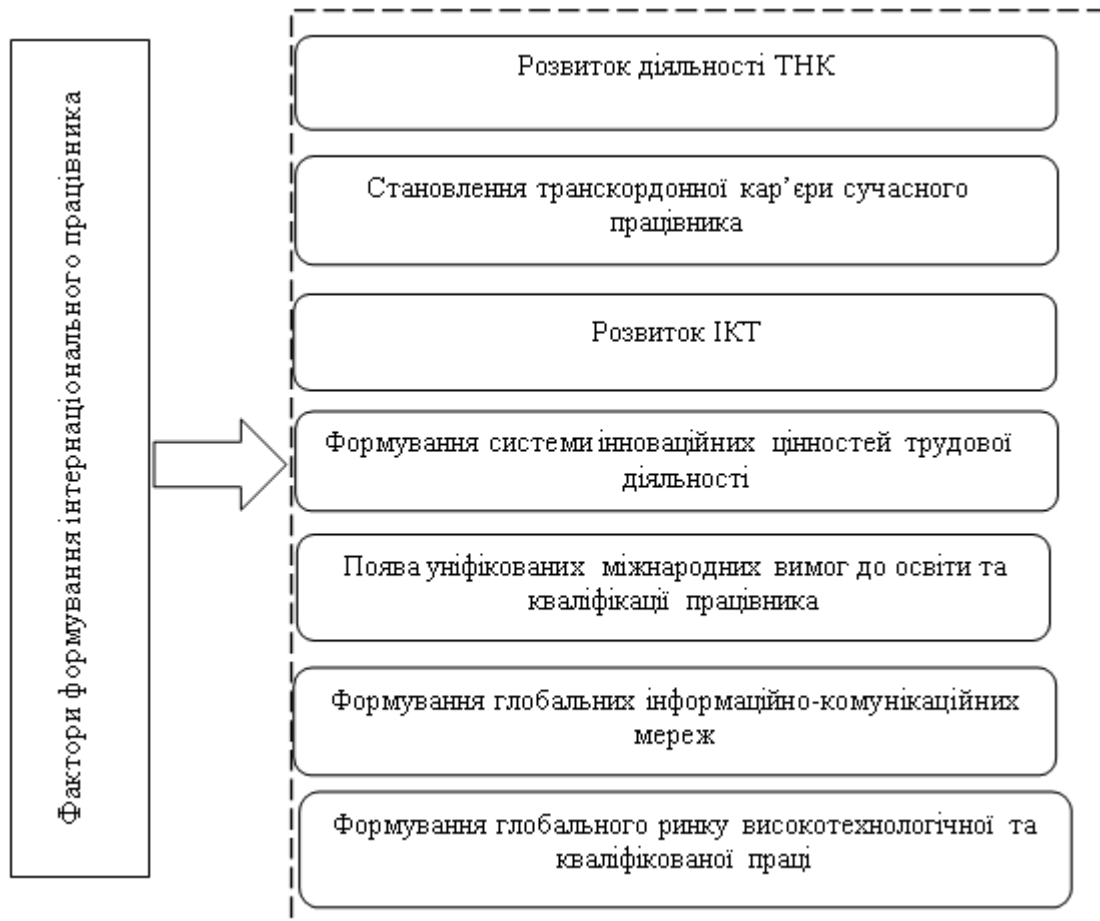 Фактори формування інтернаціонального працівника
Розвиток діяльності ТНК
Становлення транскордонної кар’єри сучасного
працівника
Розвиток ІКТ
Формування системи інноваційних цінностей трудової
діяльності
Поява уніфікованих міжнародних вимог до освіти та
кваліфікації працівника
Формування глобальних інформаційно-комунікаційних
мереж
Формування глобального ринку високотехнологічної та
кваліфікованої праці